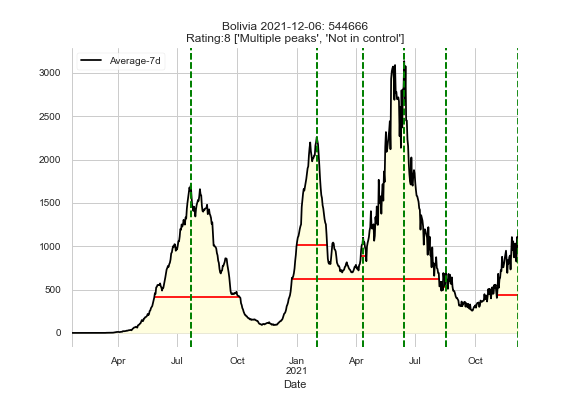 Bolivia 2021-12-06: 544666
Rating:8 ['Multiple peaks', 'Not in control']
Average-7d
3000
2500
2000
1500
1000
500
0
Apr Jul Oct Jan Apr Jul Oct
2021
Date